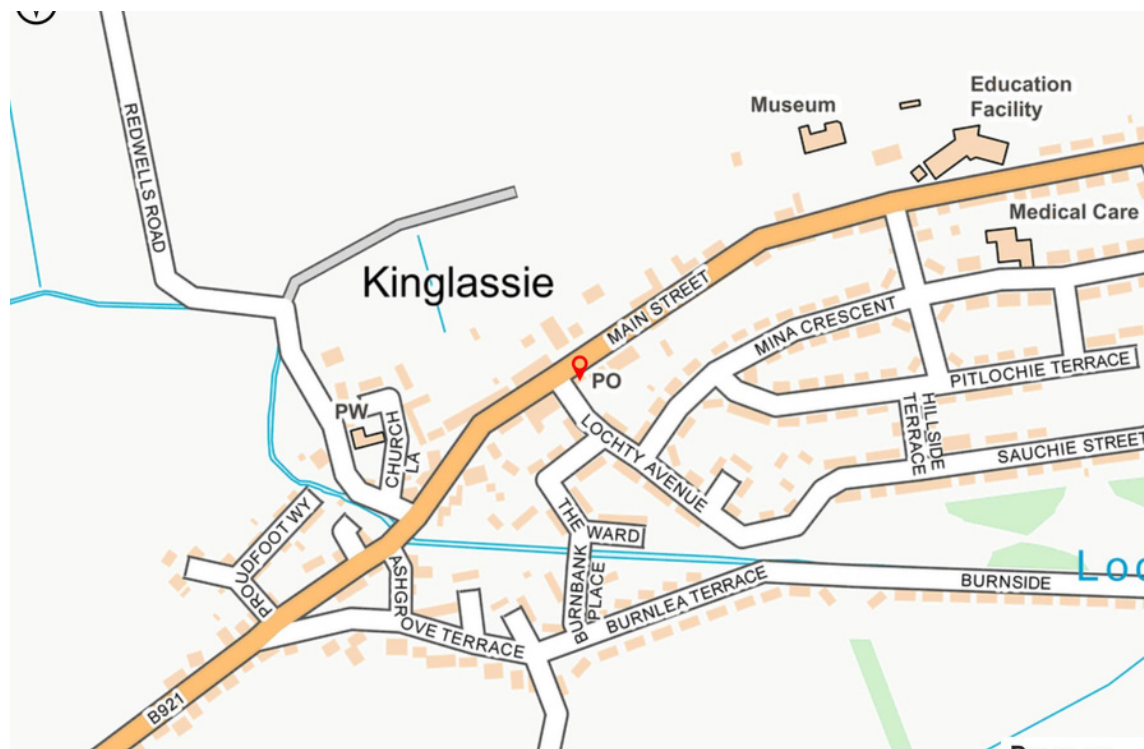 Education
Facility
Museum
REDWELLS ROAD
Medical Care
Kinglassie
MAIN STREET
MINA CRESCENT
PO
PITLOCHIE TERRACE
PW
CHURCH
LA
HILLSIDE
TERRACE
LOCHTY AVENUE
SAUCHIE STREET
THE WARD
PROUDFOOT WY
ASHGROVE TERRACE
BURNBANK
PLACE
BURNLEA TERRACE
BURNSIDE
Loc
B921